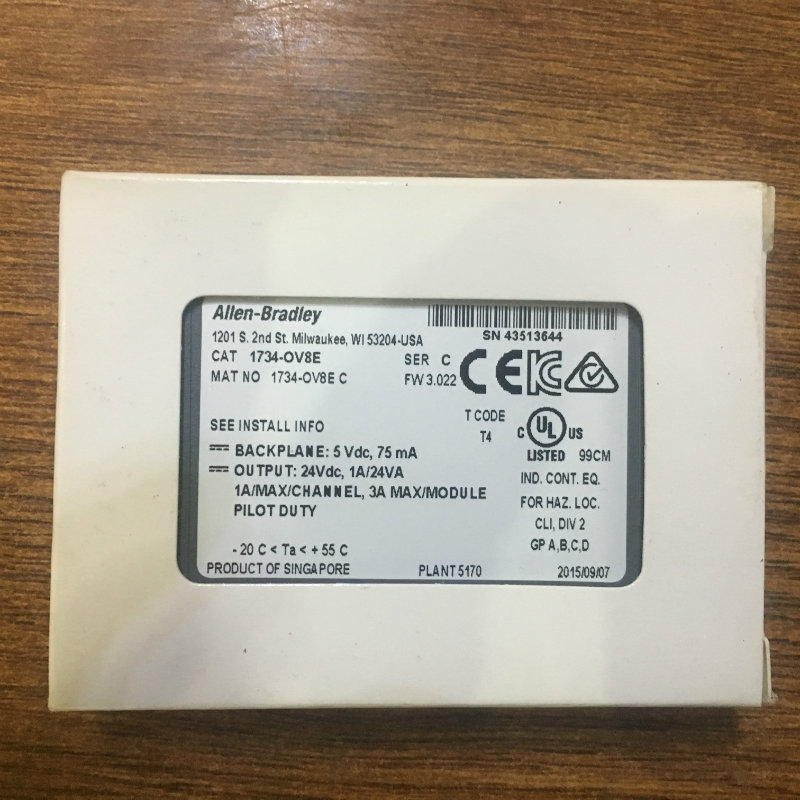 Allen-Bradley
1201 S. 2nd St. Milwaukee, WI 53204-USA
SN 43513644
CAT 1734-OV8E
SER C
MAT NO 1734-OV8E C
FW 3.022
CE KC
SEE INSTALL INFO
T CODE
T4
C UL US
LISTED 99CM
BACKPLANE: 5 Vdc, 75 mA
OUTPUT: 24Vdc, 1A/24VA
1A/MAX/CHANNEL, 3A MAX/MODULE
PILOT DUTY
IND. CONT. EQ.
FOR HAZ. LOC.
CLI, DIV 2
GP A,B,C,D
- 20 C < Ta < + 55 C
PRODUCT OF SINGAPORE
PLANT 5170
2015/09/07